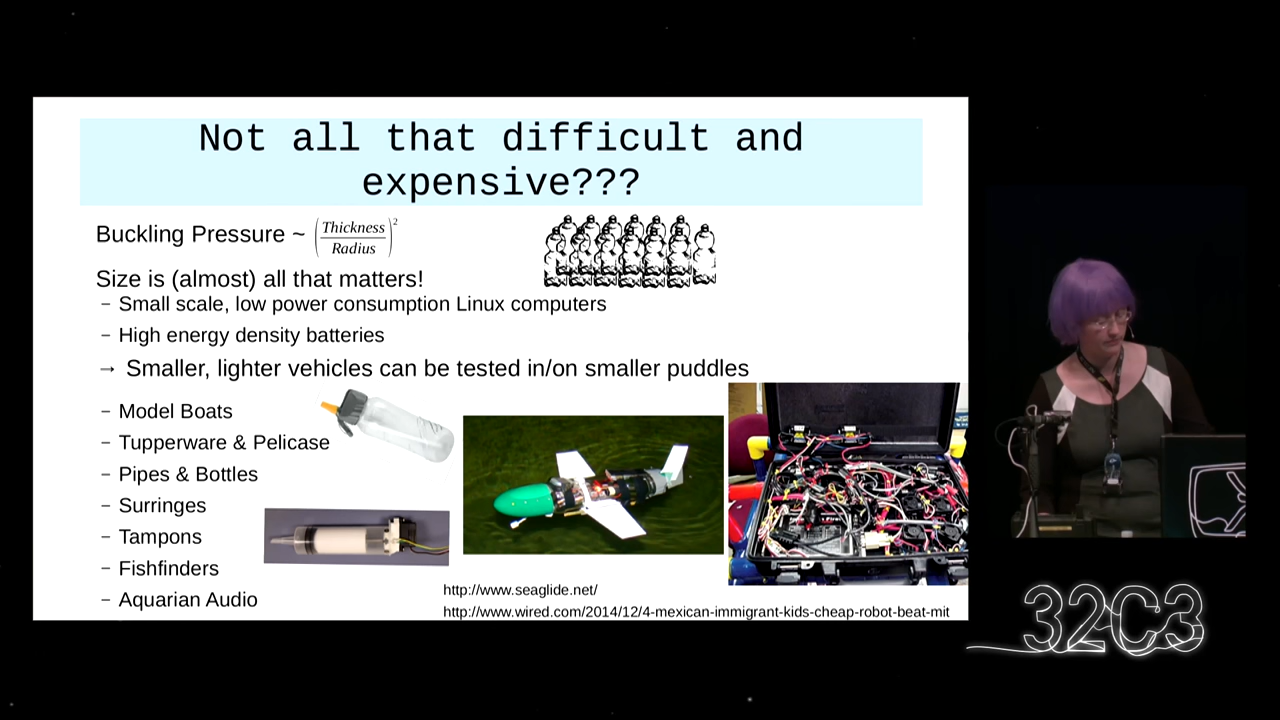 Not all that difficult and
expensive???
Buckling Pressure ~ (Thickness/Radius)²
Size is (almost) all that matters!
– Small scale, low power consumption Linux computers
– High energy density batteries
→ Smaller, lighter vehicles can be tested in/on smaller puddles
– Model Boats
– Tupperware & Pelicase
– Pipes & Bottles
– Surringes
– Tampons
– Fishfinders
– Aquarian Audio
http://www.seaglide.net/
http://www.wired.com/2014/12/4-mexican-immigrant-kids-cheap-robot-beat-mit
32C3